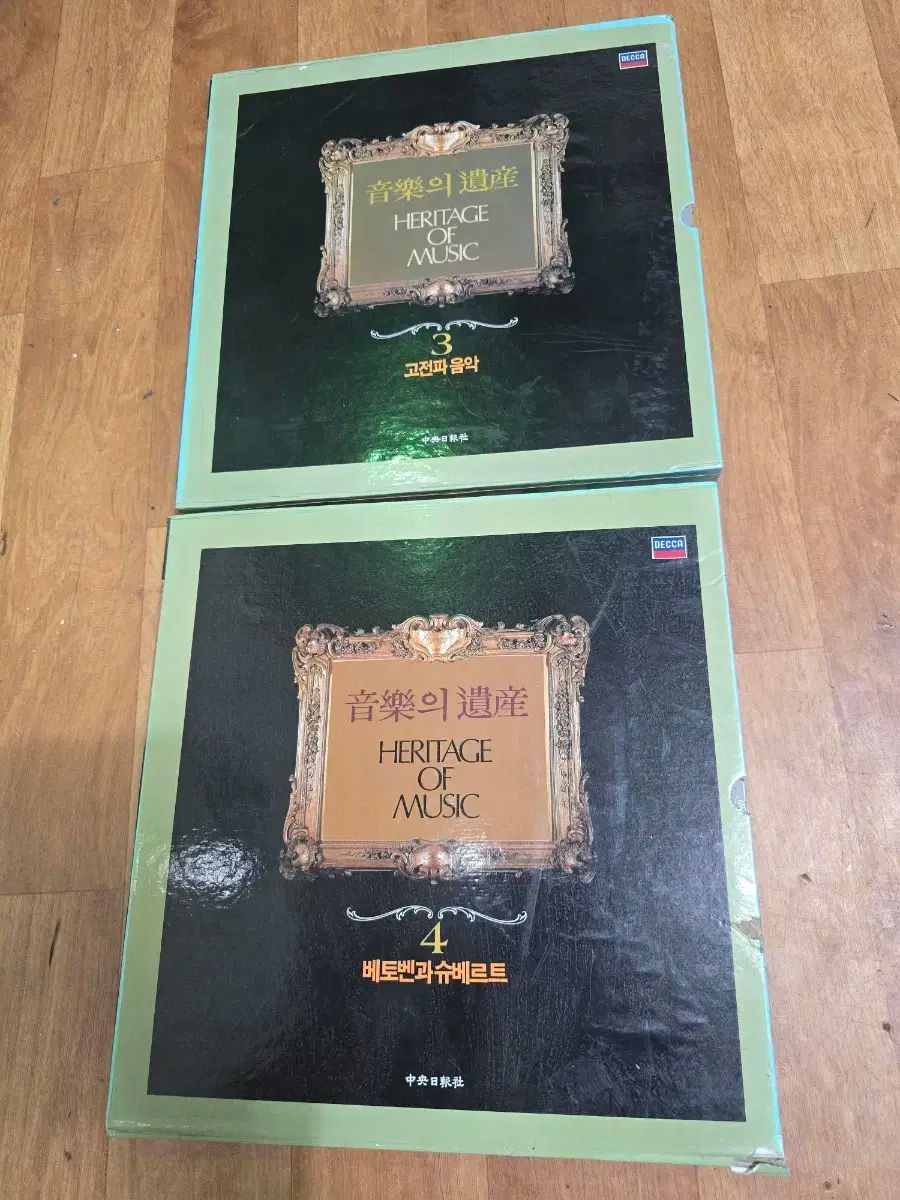 DECCA
音樂의 遺産
HERITAGE
OF
MUSIC
3
고전파 음악
中央日報社
DECCA
音樂의 遺産
HERITAGE
OF
MUSIC
4
베토벤과 슈베르트
中央日報社